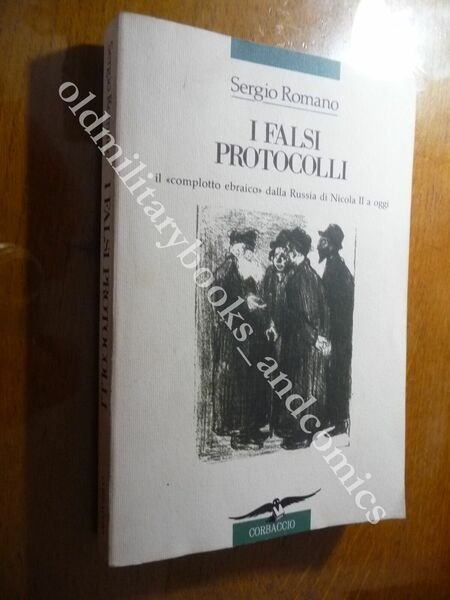 Sergio Romano
I FALSI
PROTOCOLLI
il «complotto ebraico» dalla Russia di Nicola II a oggi
CORBACCIO
I FALSI PROTOCOLLI
oldmilitarybooks_andcomics